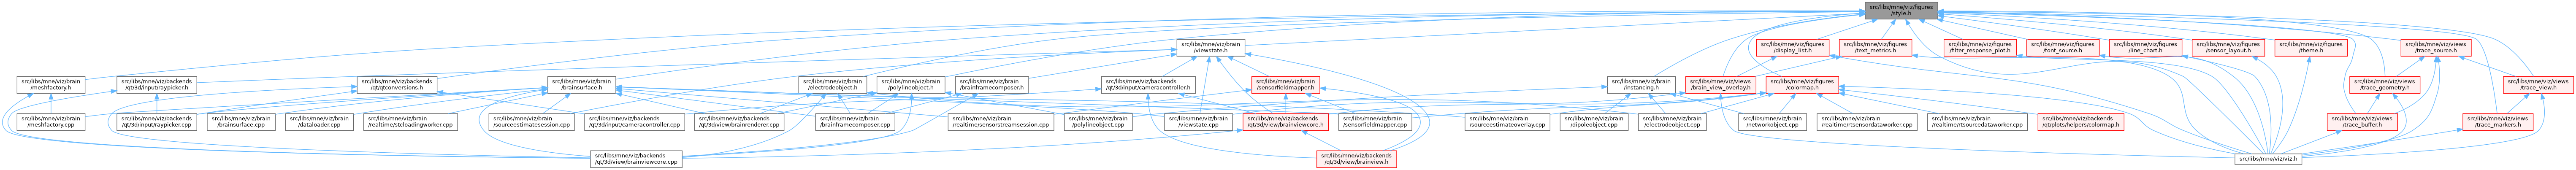 src/libs/mne/viz/figures
/style.h
src/libs/mne/viz/brain
/viewstate.h
src/libs/mne/viz/figures
/display_list.h
src/libs/mne/viz/figures
/text_metrics.h
src/libs/mne/viz/figures
/filter_response_plot.h
src/libs/mne/viz/figures
/font_source.h
src/libs/mne/viz/figures
/line_chart.h
src/libs/mne/viz/figures
/sensor_layout.h
src/libs/mne/viz/figures
/theme.h
src/libs/mne/viz/views
/trace_source.h
src/libs/mne/viz/brain
/meshfactory.h
src/libs/mne/viz/backends
/qt/3d/input/raypicker.h
src/libs/mne/viz/backends
/qt/qtconversions.h
src/libs/mne/viz/brain
/brainsurface.h
src/libs/mne/viz/brain
/electrodeobject.h
src/libs/mne/viz/brain
/polylineobject.h
src/libs/mne/viz/brain
/brainframecomposer.h
src/libs/mne/viz/backends
/qt/3d/input/cameracontroller.h
src/libs/mne/viz/brain
/sensorfieldmapper.h
src/libs/mne/viz/brain
/instancing.h
src/libs/mne/viz/views
/brain_view_overlay.h
src/libs/mne/viz/figures
/colormap.h
src/libs/mne/viz/views
/trace_geometry.h
src/libs/mne/viz/views
/trace_view.h
src/libs/mne/viz/brain
/meshfactory.cpp
src/libs/mne/viz/backends
/qt/3d/input/raypicker.cpp
src/libs/mne/viz/brain
/brainsurface.cpp
src/libs/mne/viz/brain
/dataloader.cpp
src/libs/mne/viz/brain
/realtime/stcloadingworker.cpp
src/libs/mne/viz/brain
/sourceestimatesession.cpp
src/libs/mne/viz/backends
/qt/3d/input/cameracontroller.cpp
src/libs/mne/viz/backends
/qt/3d/view/brainrenderer.cpp
src/libs/mne/viz/brain
/brainframecomposer.cpp
src/libs/mne/viz/brain
/realtime/sensorstreamsession.cpp
src/libs/mne/viz/brain
/polylineobject.cpp
src/libs/mne/viz/brain
/viewstate.cpp
src/libs/mne/viz/backends
/qt/3d/view/brainviewcore.h
src/libs/mne/viz/brain
/sensorfieldmapper.cpp
src/libs/mne/viz/brain
/sourceestimateoverlay.cpp
src/libs/mne/viz/brain
/dipoleobject.cpp
src/libs/mne/viz/brain
/electrodeobject.cpp
src/libs/mne/viz/brain
/networkobject.cpp
src/libs/mne/viz/brain
/realtime/rtsensordataworker.cpp
src/libs/mne/viz/brain
/realtime/rtsourcedataworker.cpp
src/libs/mne/viz/backends
/qt/plots/helpers/colormap.h
src/libs/mne/viz/views
/trace_buffer.h
src/libs/mne/viz/views
/trace_markers.h
src/libs/mne/viz/backends
/qt/3d/view/brainviewcore.cpp
src/libs/mne/viz/backends
/qt/3d/view/brainview.h
src/libs/mne/viz/viz.h